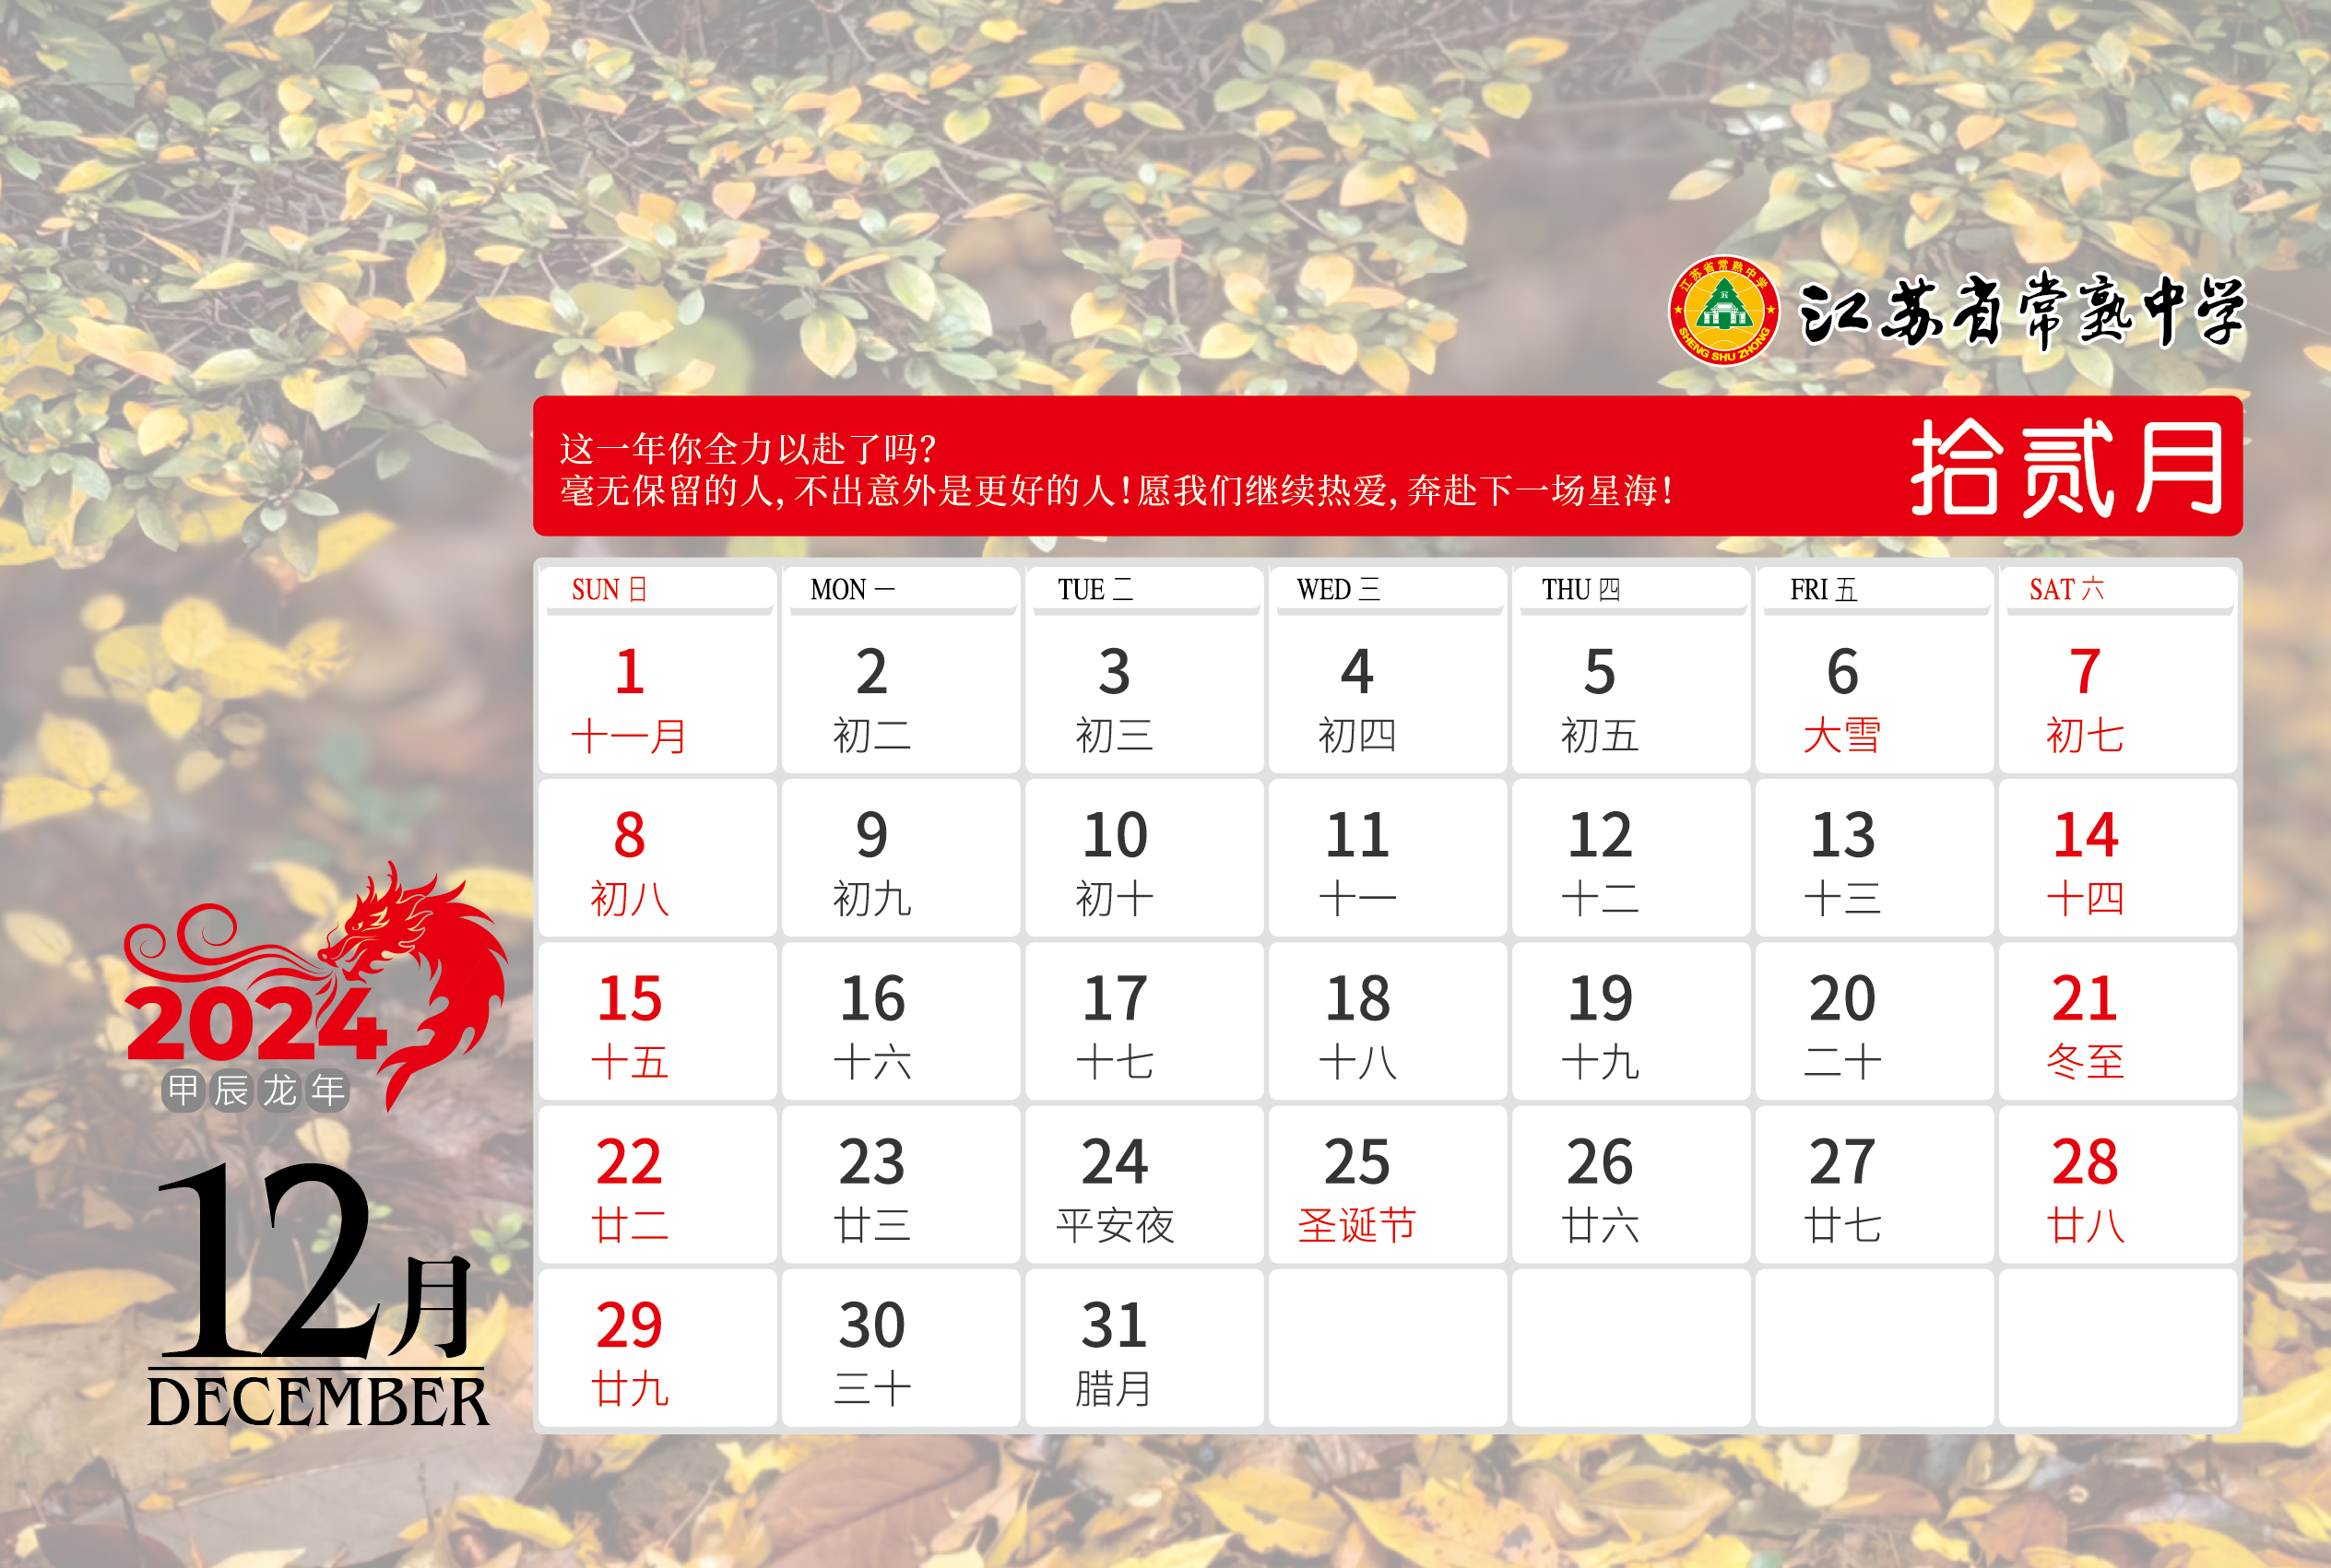 江苏省常熟中学
SHENG SHU ZHONG
江苏省常熟中学
这一年你全力以赴了吗？
毫无保留的人，不出意外是更好的人！愿我们继续热爱，奔赴下一场星海！
拾贰月
SUN 日 MON 一 TUE 二 WED 三 THU 四 FRI 五 SAT 六
1 2 3 4 5 6 7
十一月 初二 初三 初四 初五 大雪 初七
8 9 10 11 12 13 14
初八 初九 初十 十一 十二 十三 十四
15 16 17 18 19 20 21
十五 十六 十七 十八 十九 二十 冬至
22 23 24 25 26 27 28
廿二 廿三 平安夜 圣诞节 廿六 廿七 廿八
29 30 31
廿九 三十 腊月
2024
甲辰龙年
12月
DECEMBER